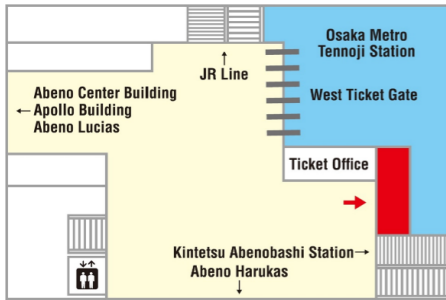 Osaka Metro
Tennoji Station
↑
JR Line
Abeno Center Building
← Apollo Building
Abeno Lucias
West Ticket Gate
Ticket Office
→
Kintetsu Abenobashi Station→
Abeno Harukas
↓